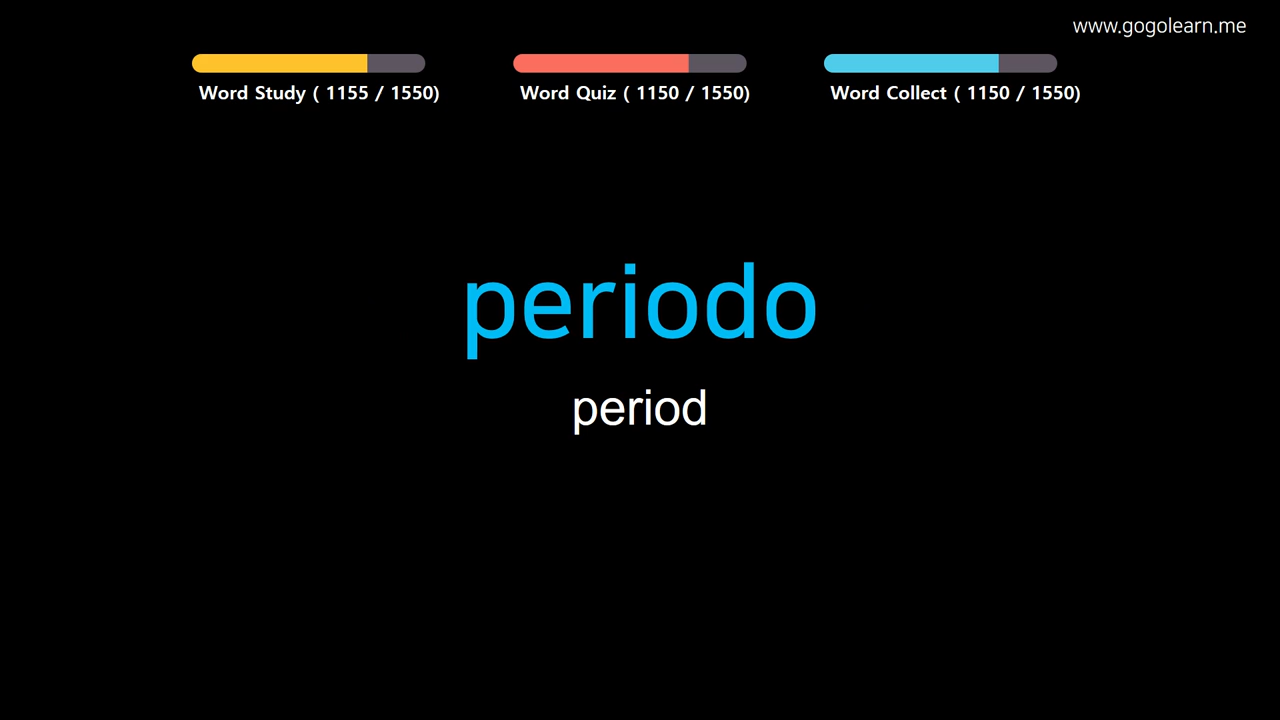 www.gogolearn.me
Word Study ( 1155 / 1550)
Word Quiz ( 1150 / 1550)
Word Collect ( 1150 / 1550)
periodo
period